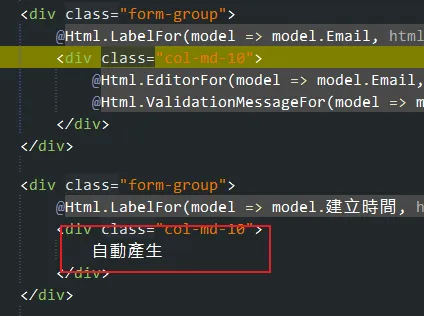 <div class="form-group">
@Html.LabelFor(model => model.Email, htm
<div class="col-md-10">
@Html.EditorFor(model => model.Email,
@Html.ValidationMessageFor(model => m
</div>
</div>
<div class="form-group">
@Html.LabelFor(model => model.建立時間, h
<div class="col-md-10">
自動產生
</div>
</div>